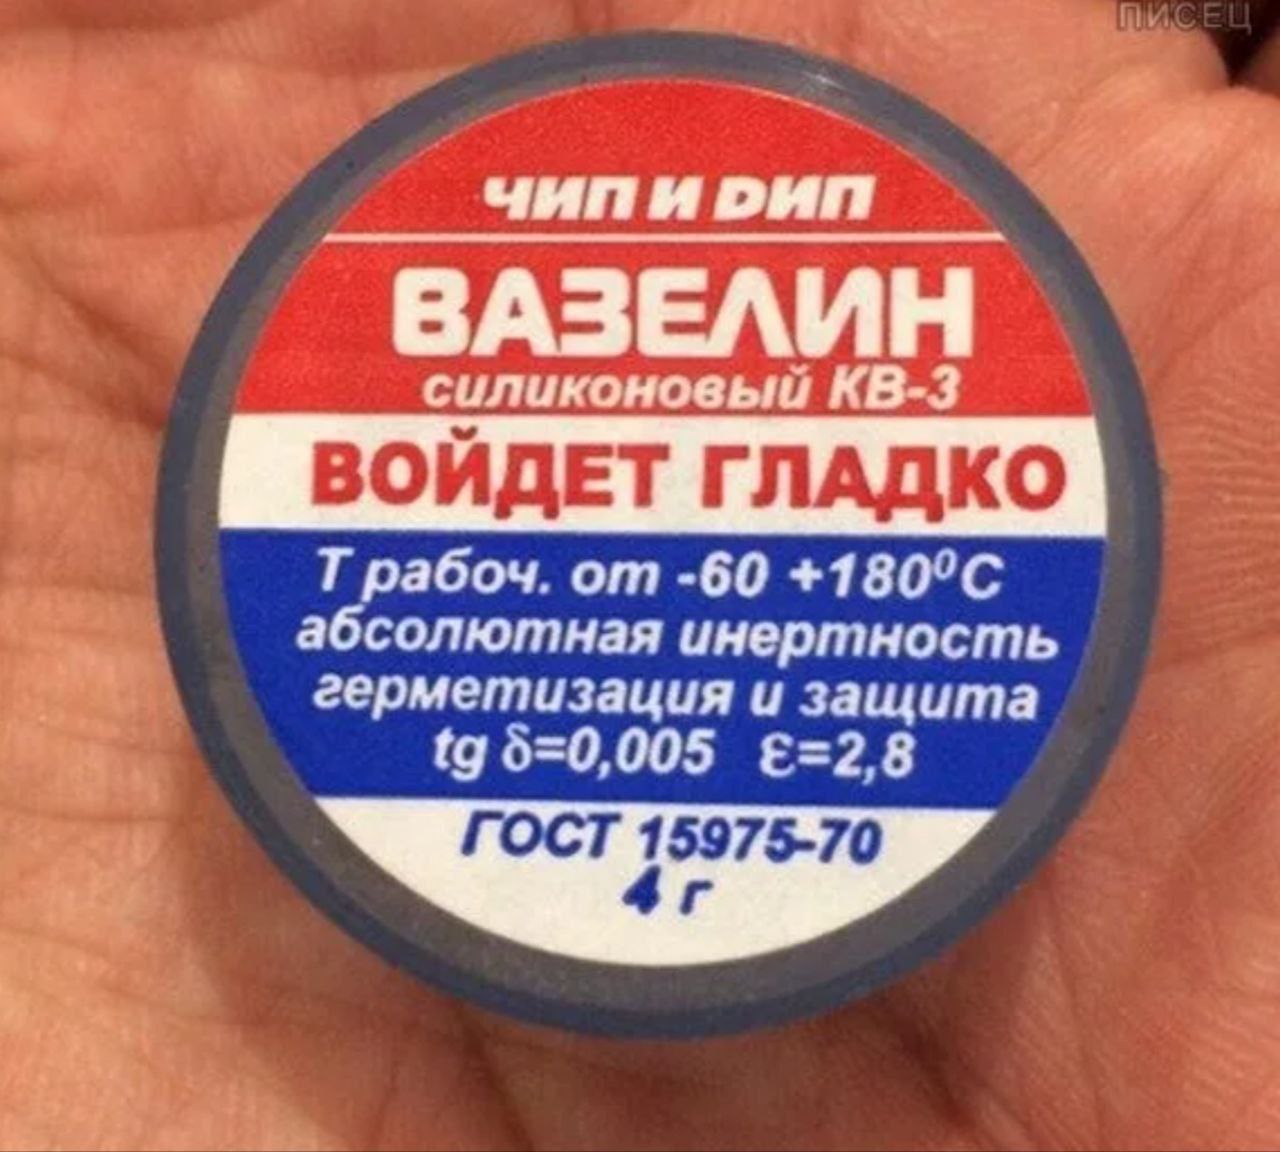 ПИСЕЦ
ЧИП И DИП
ВАЗЕЛИН
силиконовый КВ-3
ВОЙДЕТ ГЛАДКО
Т рабоч. от -60 +180⁰С
абсолютная инертность
герметизация и защита
tg δ=0,005 ε=2,8
ГОСТ 15975-70
4 г